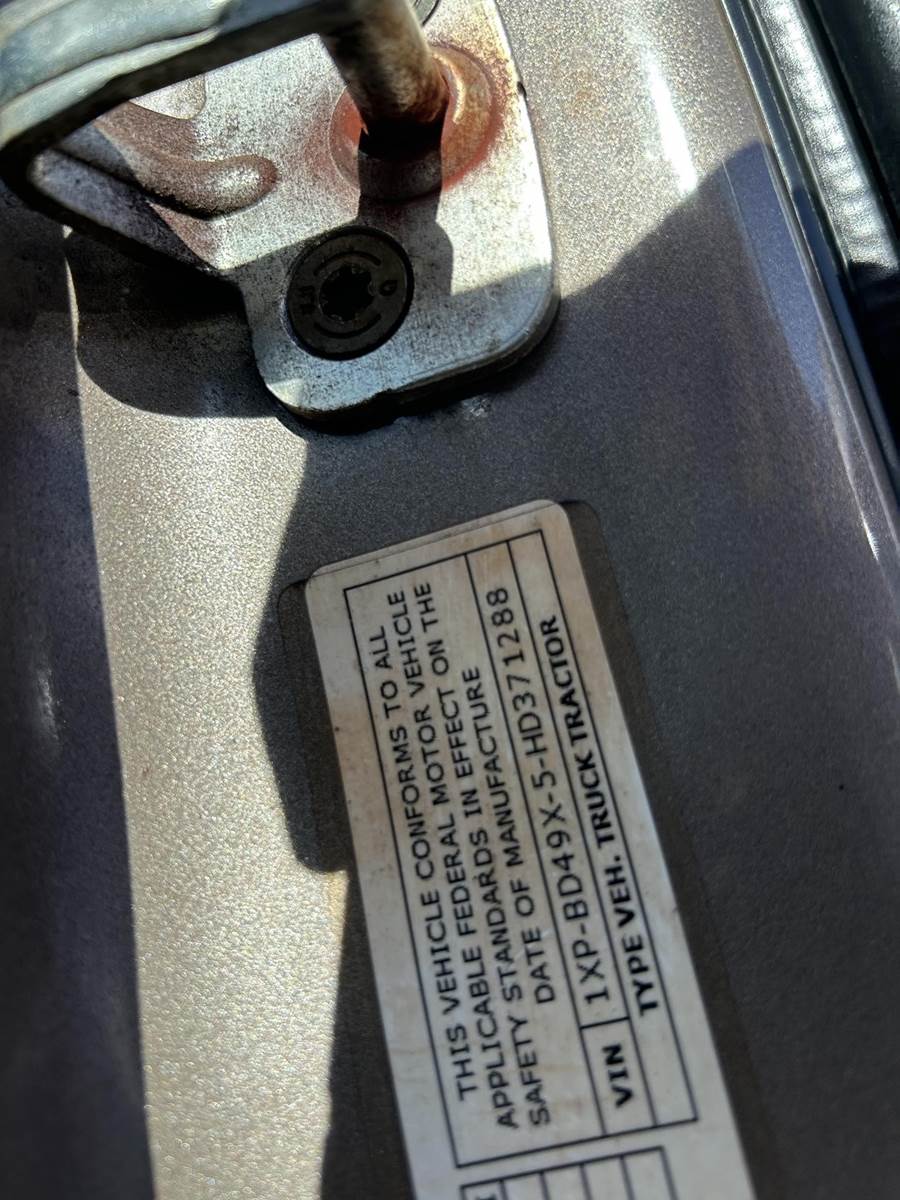 THIS VEHICLE CONFORMS TO ALL
APPLICABLE FEDERAL MOTOR VEHICLE
SAFETY STANDARDS IN EFFECT ON THE
DATE OF MANUFACTURE
VIN 1XP-BD49X-5-HD371288
TYPE VEH. TRUCK TRACTOR